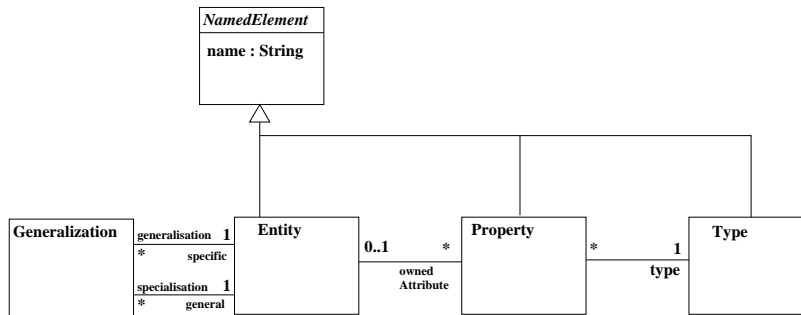 NamedElement
name : String
Generalization
generalisation 1
* specific
specialisation 1
* general
Entity
0..1 *
owned
Attribute
Property
* 1
type
Type